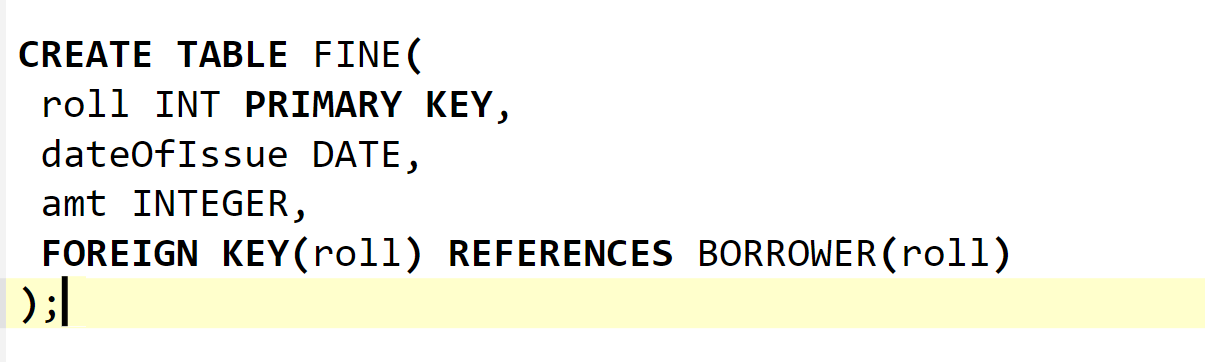 CREATE TABLE FINE(
roll INT PRIMARY KEY,
dateOfIssue DATE,
amt INTEGER,
FOREIGN KEY(roll) REFERENCES BORROWER(roll)
);